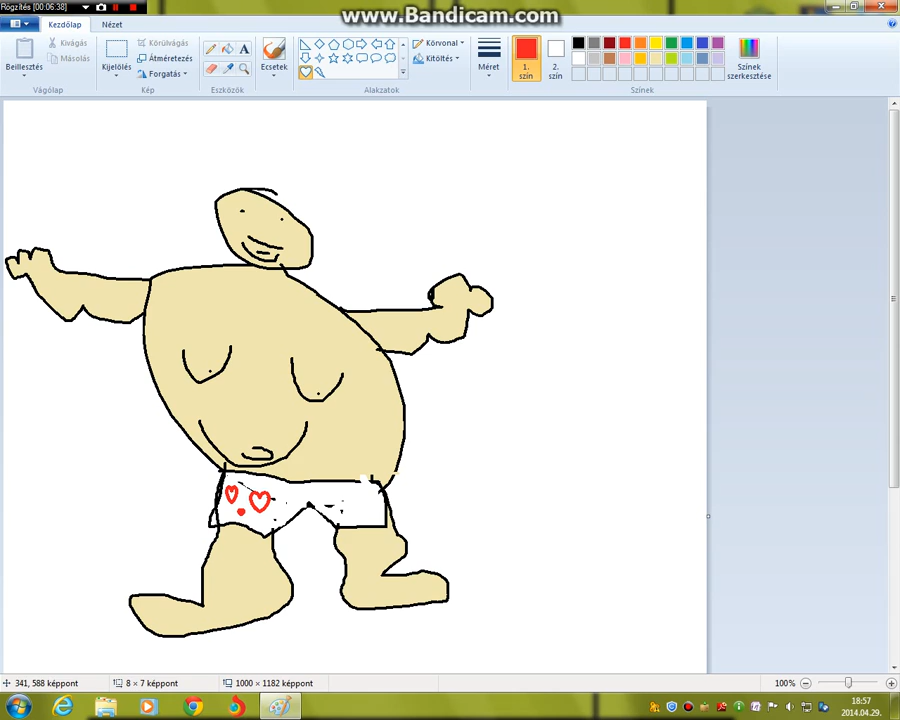 Rögzítés [00:06:38]
www.Bandicam.com
Kezdőlap Nézet
Beillesztés
Kivágás
Másolás
Vágólap
Kijelölés
Körülvágás
Átméretezés
Forgatás
Kép
A
Eszközök
Ecsetek
Alakzatok
Körvonal
Kitöltés
Méret
1. szín
2. szín
Színek
Színek szerkesztése
341, 588 képpont
8 × 7 képpont
1000 × 1182 képpont
100%
18:57
2014.04.29.